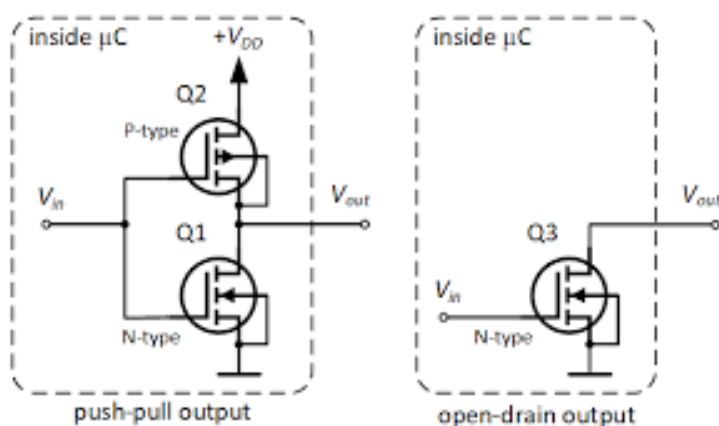 inside μC
+V_DD
Q2
P-type
V_in
V_out
Q1
N-type
push-pull output
inside μC
V_out
Q3
V_in
N-type
open-drain output